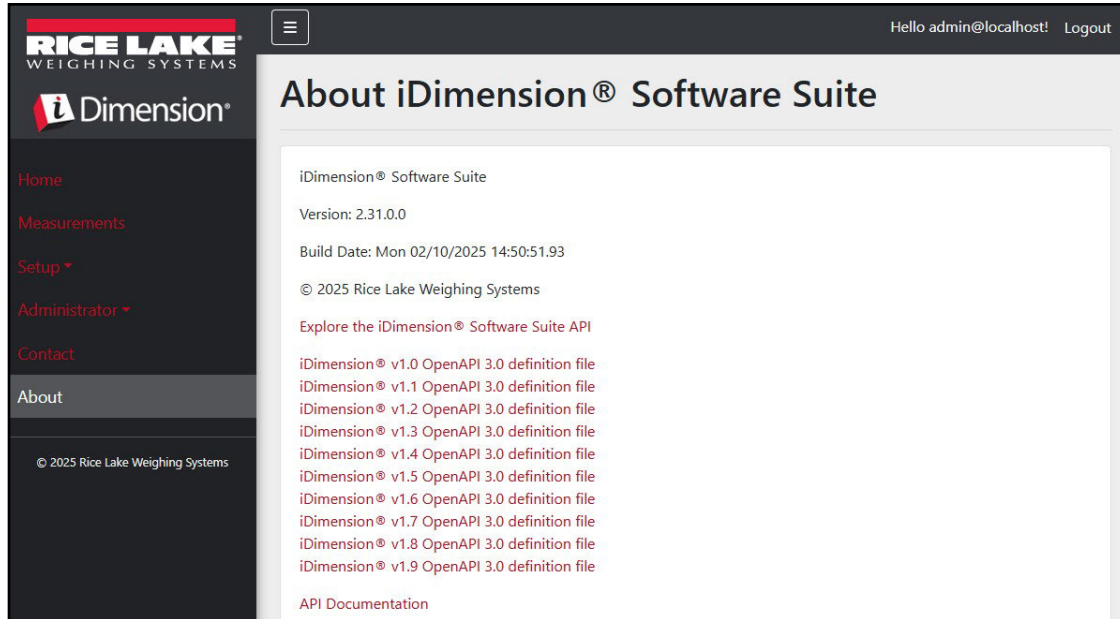 RICE LAKE®
WEIGHING SYSTEMS
i Dimension®
Home
Measurements
Setup
Administrator
Contact
About
© 2025 Rice Lake Weighing Systems
Hello admin@localhost! Logout
About iDimension® Software Suite
iDimension® Software Suite
Version: 2.31.0.0
Build Date: Mon 02/10/2025 14:50:51.93
© 2025 Rice Lake Weighing Systems
Explore the iDimension® Software Suite API
iDimension® v1.0 OpenAPI 3.0 definition file
iDimension® v1.1 OpenAPI 3.0 definition file
iDimension® v1.2 OpenAPI 3.0 definition file
iDimension® v1.3 OpenAPI 3.0 definition file
iDimension® v1.4 OpenAPI 3.0 definition file
iDimension® v1.5 OpenAPI 3.0 definition file
iDimension® v1.6 OpenAPI 3.0 definition file
iDimension® v1.7 OpenAPI 3.0 definition file
iDimension® v1.8 OpenAPI 3.0 definition file
iDimension® v1.9 OpenAPI 3.0 definition file
API Documentation